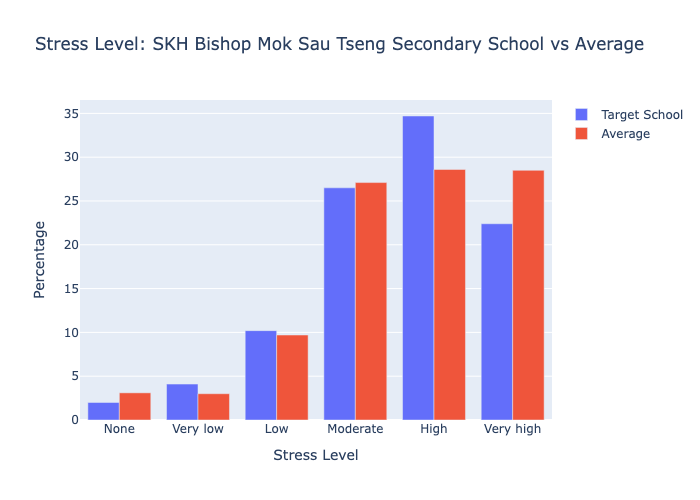 Stress Level: SKH Bishop Mok Sau Tseng Secondary School vs Average
Target School
Average
35
30
25
20
15
10
5
0
Percentage
None Very low Low Moderate High Very high
Stress Level